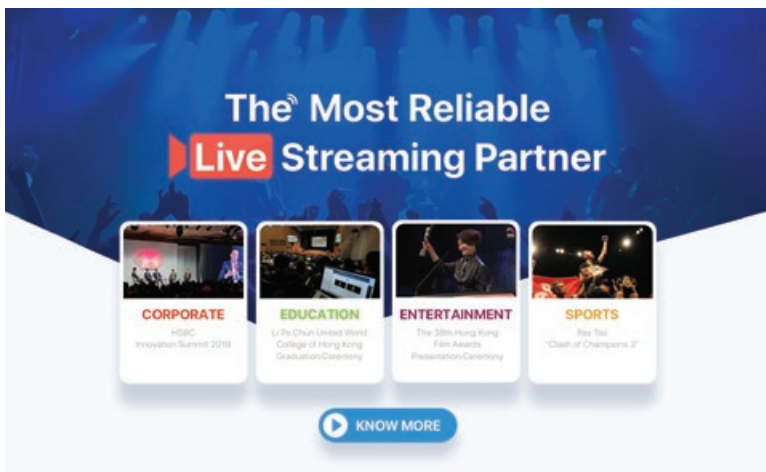 The Most Reliable
Live Streaming Partner
CORPORATE
HSBC
Innovation Summit 2019
EDUCATION
Li Po Chun United World
College of Hong Kong
Graduation Ceremony
ENTERTAINMENT
The 38th Hong Kong
Film Awards
Presentation Ceremony
SPORTS
Rex Tso
"Clash of Champions 3"
KNOW MORE